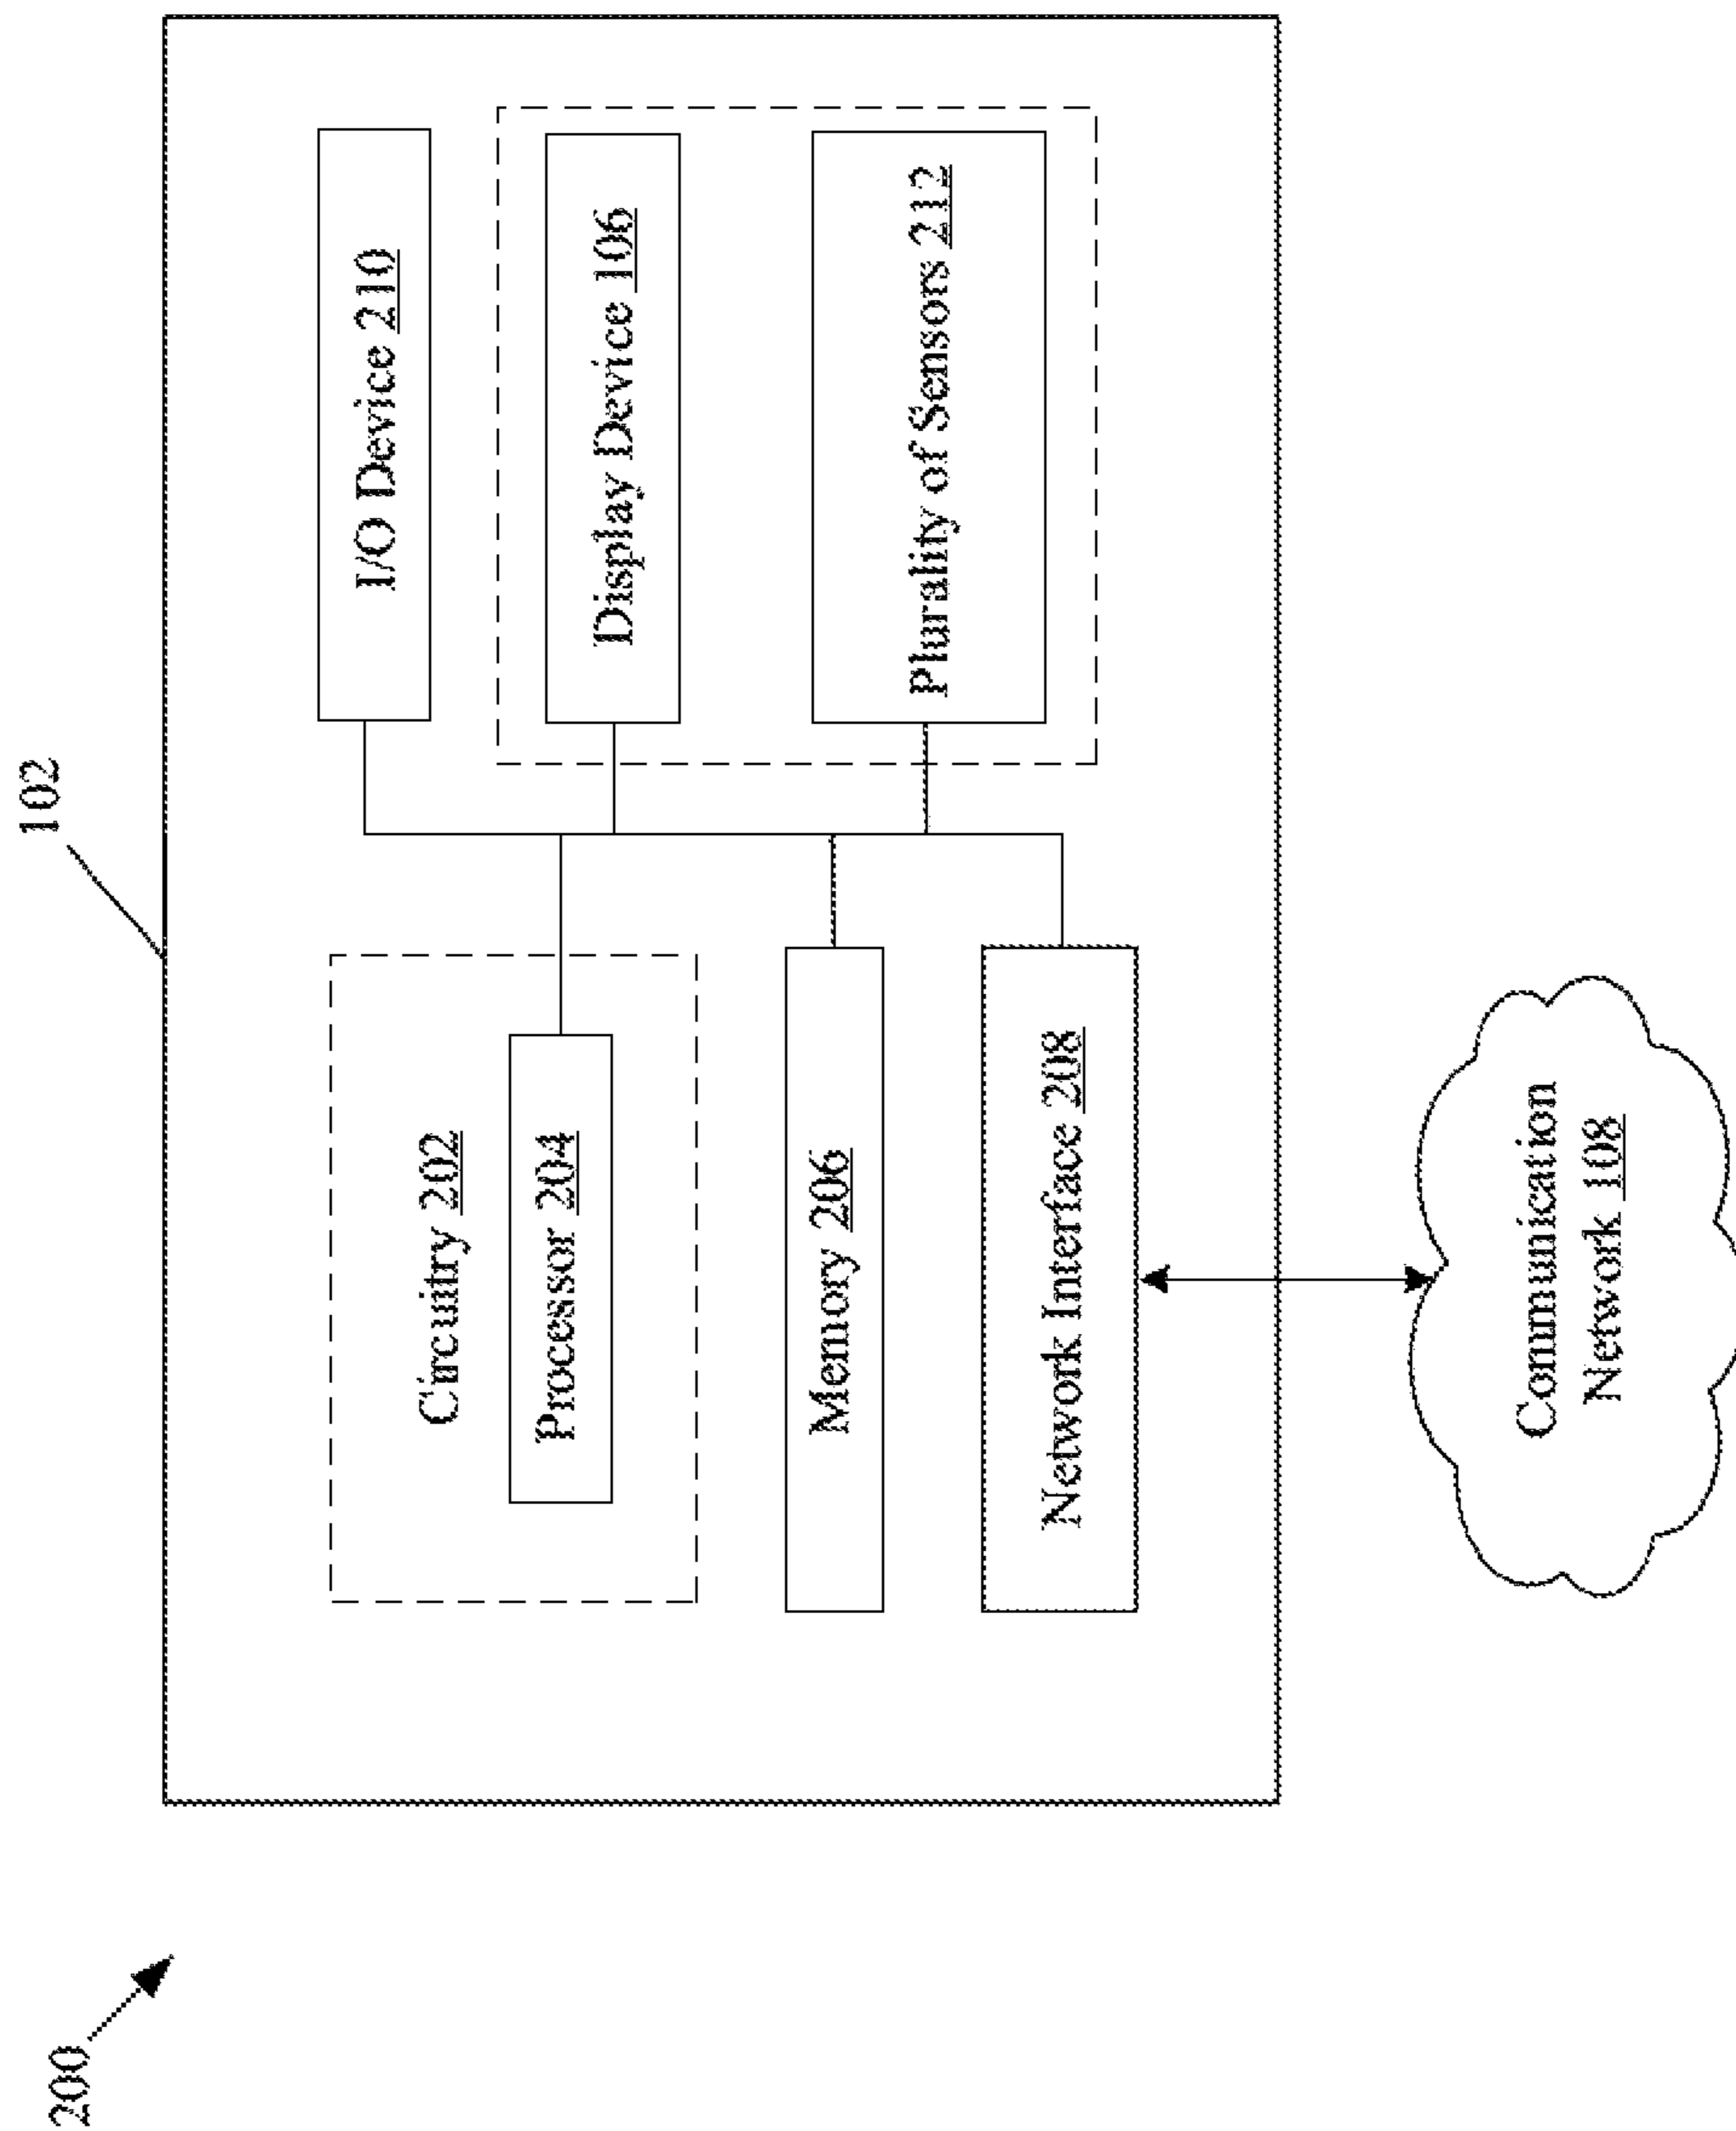 200
102
Circuitry 202
Processor 204
Memory 206
Network Interface 208
I/O Device 210
Display Device 106
Plurality of Sensors 212
Communication
Network 108